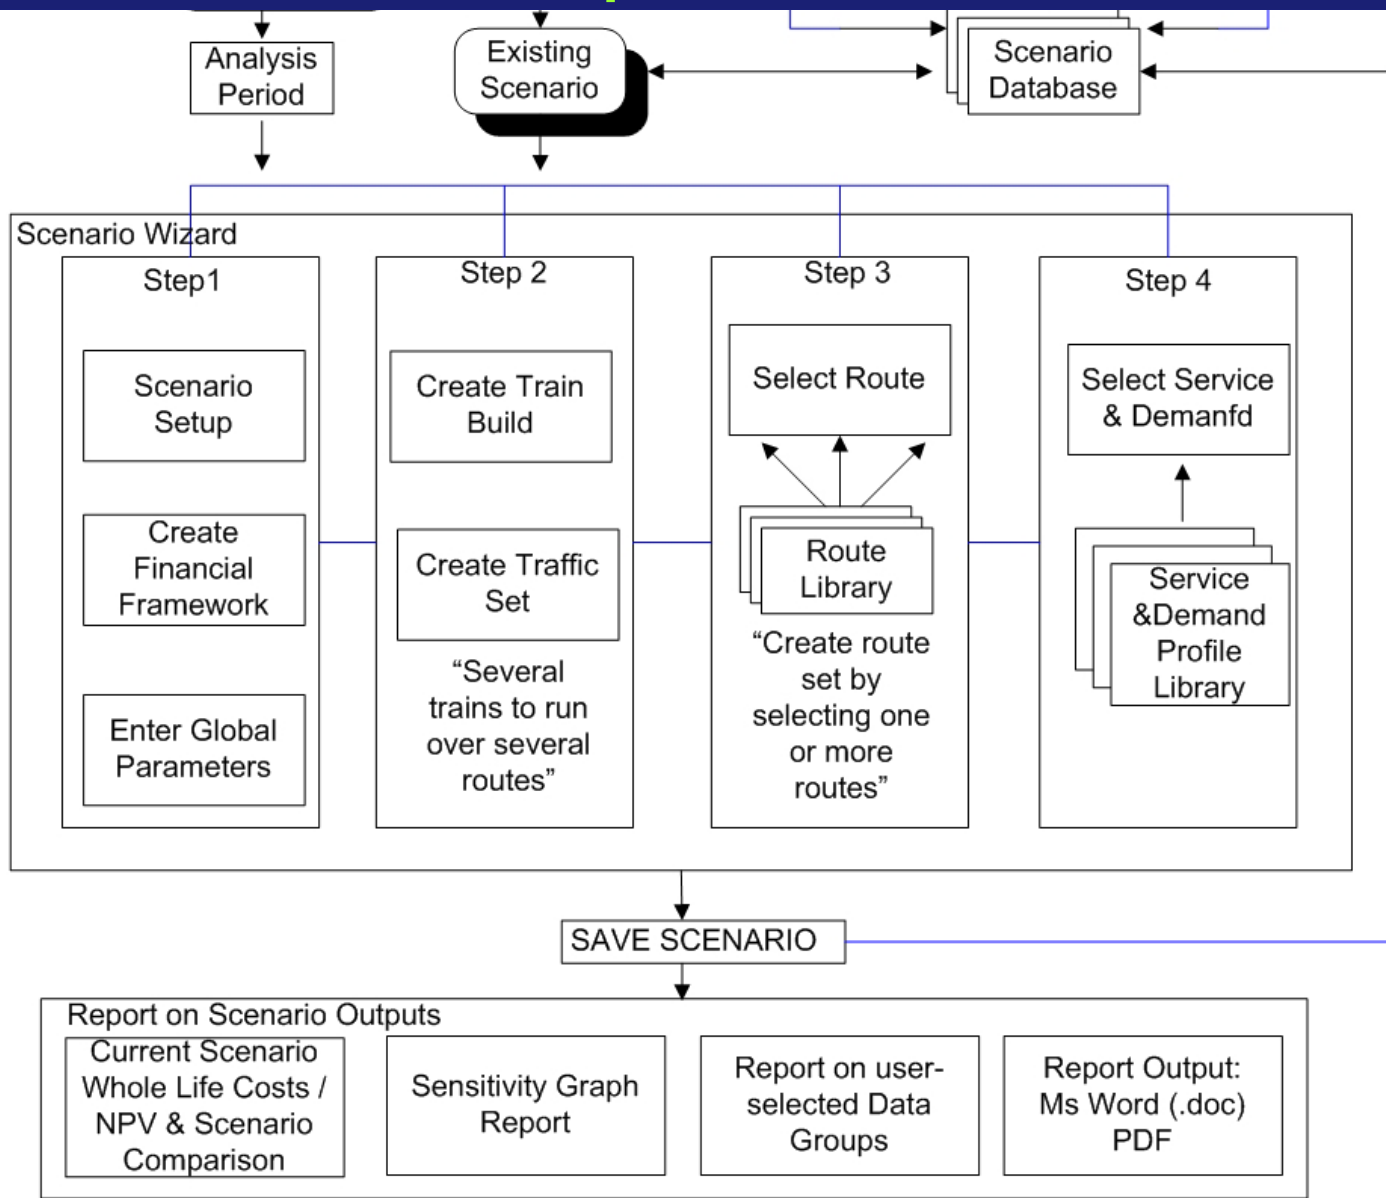 Analysis
Period
Existing
Scenario
Scenario
Database
Scenario Wizard
Step1
Scenario
Setup
Create
Financial
Framework
Enter Global
Parameters
Step 2
Create Train
Build
Create Traffic
Set
“Several
trains to run
over several
routes”
Step 3
Select Route
Route
Library
“Create route
set by
selecting one
or more
routes”
Step 4
Select Service
& Demanfd
Service
&Demand
Profile
Library
SAVE SCENARIO
Report on Scenario Outputs
Current Scenario
Whole Life Costs /
NPV & Scenario
Comparison
Sensitivity Graph
Report
Report on user-
selected Data
Groups
Report Output:
Ms Word (.doc)
PDF